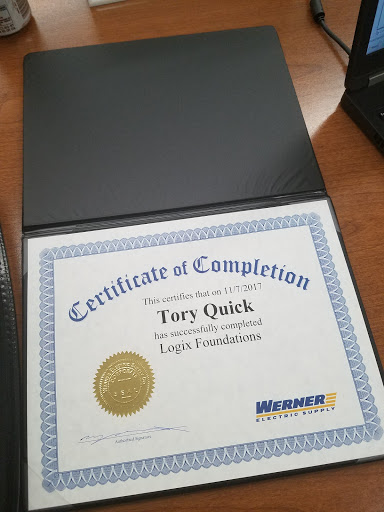 Certificate of Completion
This certifies that on 11/7/2017
Tory Quick
has successfully completed
Logix Foundations
WERNER
ELECTRIC SUPPLY
Authorized Signature